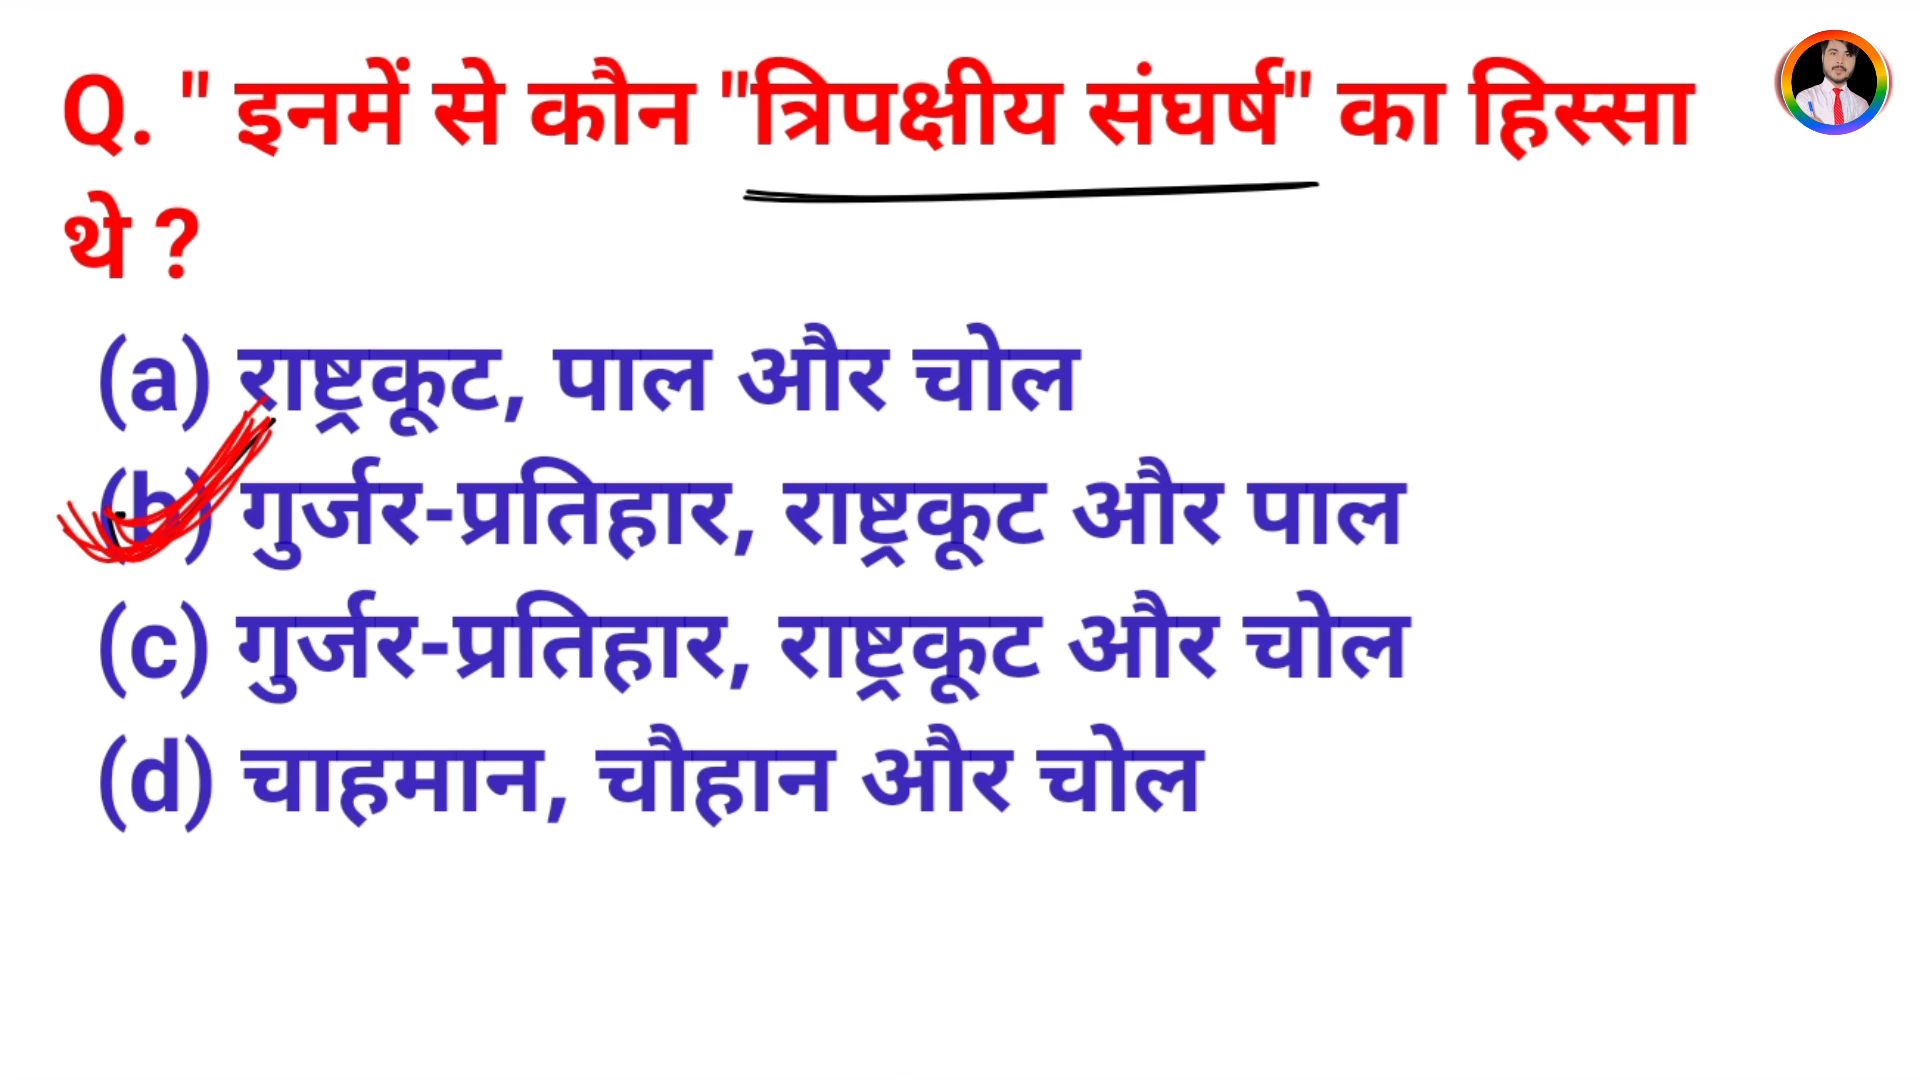 Q. " इनमें से कौन "त्रिपक्षीय संघर्ष" का हिस्सा
थे ?
(a) राष्ट्रकूट, पाल और चोल
(b) गुर्जर-प्रतिहार, राष्ट्रकूट और पाल
(c) गुर्जर-प्रतिहार, राष्ट्रकूट और चोल
(d) चाहमान, चौहान और चोल